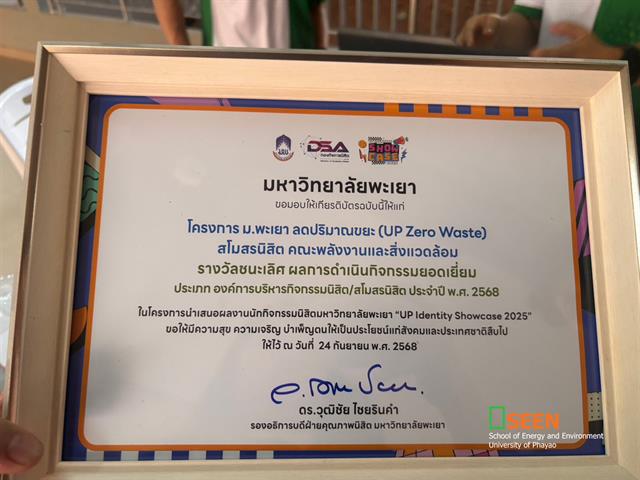 DSA
กองกิจการนิสิต
SHOW
CASE
มหาวิทยาลัยพะเยา
ขอมอบให้เกียรติบัตรฉบับนี้ให้แก่
โครงการ ม.พะเยา ลดปริมาณขยะ (UP Zero Waste)
สโมสรนิสิต คณะพลังงานและสิ่งแวดล้อม
รางวัลชนะเลิศ ผลการดำเนินกิจกรรมยอดเยี่ยม
ประเภท องค์การบริหารกิจกรรมนิสิต/สโมสรนิสิต ประจำปี พ.ศ. 2568
ในโครงการนำเสนอผลงานนักกิจกรรมนิสิตมหาวิทยาลัยพะเยา “UP Identity Showcase 2025”
ขอให้มีความสุข ความเจริญ บำเพ็ญตนให้เป็นประโยชน์แก่สังคมและประเทศชาติสืบไป
ให้ไว้ ณ วันที่ 24 กันยายน พ.ศ. 2568
ดร.วุฒิชัย ไชยรินคำ
รองอธิการบดีฝ่ายคุณภาพนิสิต มหาวิทยาลัยพะเยา
SEEN
School of Energy and Environment
University of Phayao